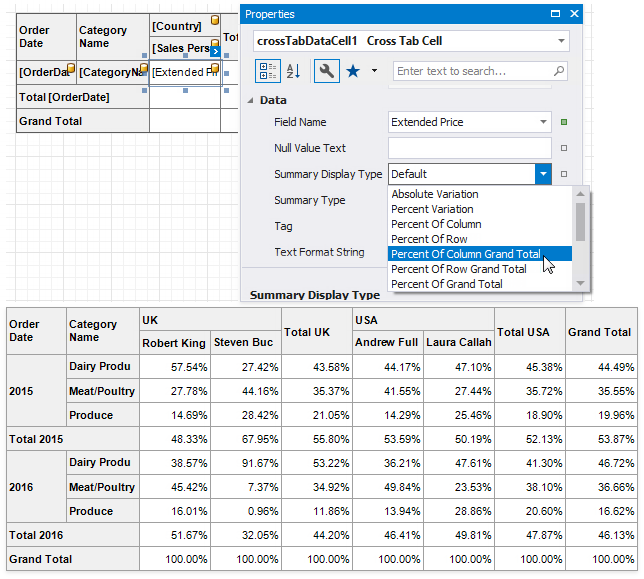 Order Date
Category Name
[Country]
[Sales Pers
To
[OrderDat
[CategoryNa
[Extended Pri
Total [OrderDate]
Grand Total
Properties
crossTabDataCell1 Cross Tab Cell
Enter text to search...
Data
Field Name Extended Price
Null Value Text
Summary Display Type Default
Summary Type
Tag
Text Format String
Absolute Variation
Percent Variation
Percent Of Column
Percent Of Row
Percent Of Column Grand Total
Percent Of Row Grand Total
Percent Of Grand Total
Summary Display Type
Order Date Category Name UK Total UK USA Total USA Grand Total
Robert King Steven Buc Andrew Full Laura Callah
2015
Dairy Produ 57.54% 27.42% 43.58% 44.17% 47.10% 45.38% 44.49%
Meat/Poultry 27.78% 44.16% 35.37% 41.55% 27.44% 35.72% 35.55%
Produce 14.69% 28.42% 21.05% 14.29% 25.46% 18.90% 19.96%
Total 2015 48.33% 67.95% 55.80% 53.59% 50.19% 52.13% 53.87%
2016
Dairy Produ 38.57% 91.67% 53.22% 36.21% 47.61% 41.30% 46.72%
Meat/Poultry 45.42% 7.37% 34.92% 49.84% 23.53% 38.10% 36.66%
Produce 16.01% 0.96% 11.86% 13.94% 28.86% 20.60% 16.62%
Total 2016 51.67% 32.05% 44.20% 46.41% 49.81% 47.87% 46.13%
Grand Total 100.00% 100.00% 100.00% 100.00% 100.00% 100.00% 100.00%